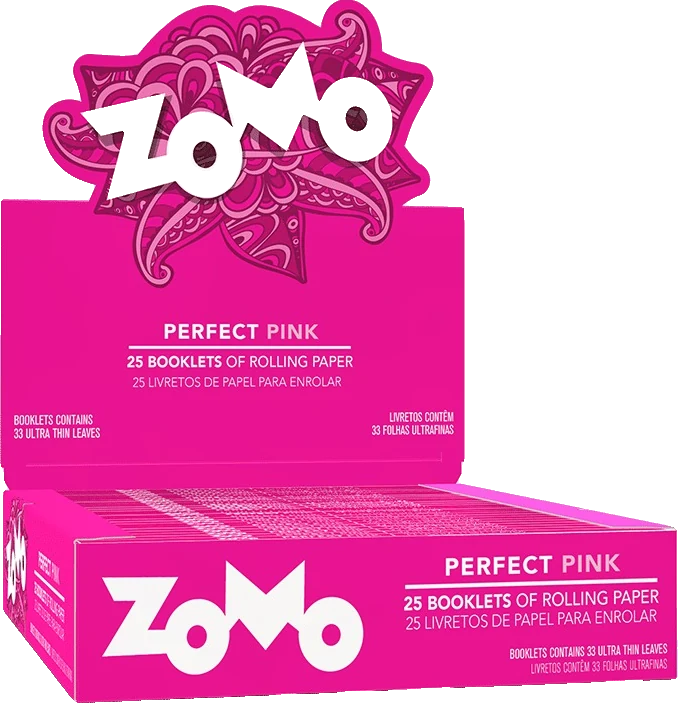 ZOMO
PERFECT PINK
25 BOOKLETS OF ROLLING PAPER
25 LIVRETOS DE PAPEL PARA ENROLAR
BOOKLETS CONTAINS
33 ULTRA THIN LEAVES
LIVRETOS CONTÊM
33 FOLHAS ULTRAFINAS
ZOMO
PERFECT PINK
25 BOOKLETS OF ROLLING PAPER
25 LIVRETOS DE PAPEL PARA ENROLAR
BOOKLETS CONTAINS 33 ULTRA THIN LEAVES
LIVRETOS CONTÊM 33 FOLHAS ULTRAFINAS
ZOMO
PERFECT PINK